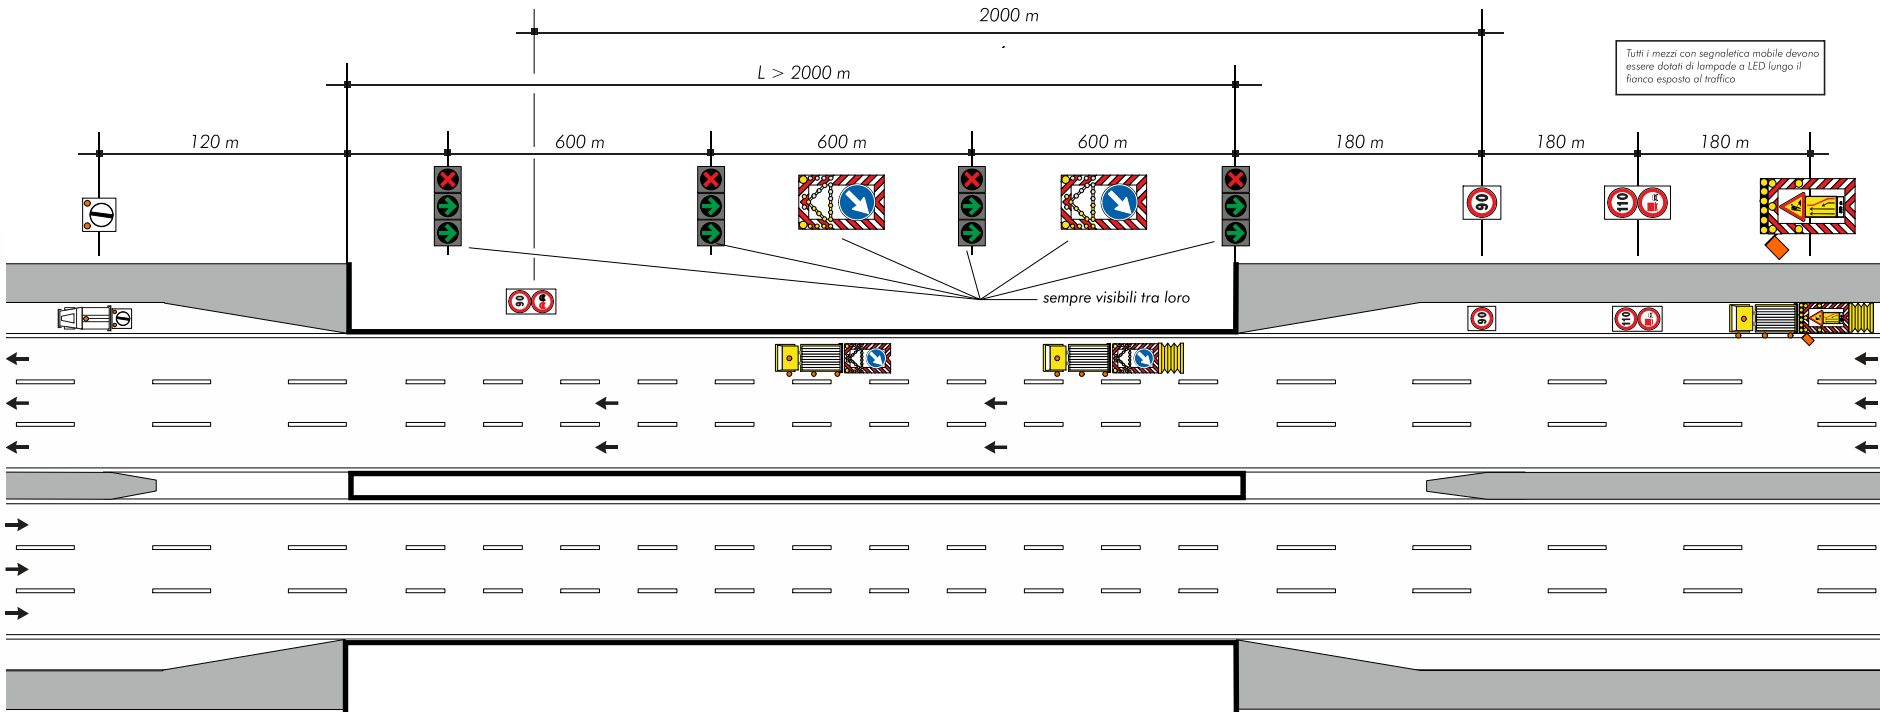 2000 m
Tutti i mezzi con segnaletica mobile devono
essere dotati di lampade a LED lungo il
fianco esposto al traffico
L > 2000 m
120 m
600 m
600 m
600 m
180 m
180 m
180 m
90
110
90
sempre visibili tra loro
90
110